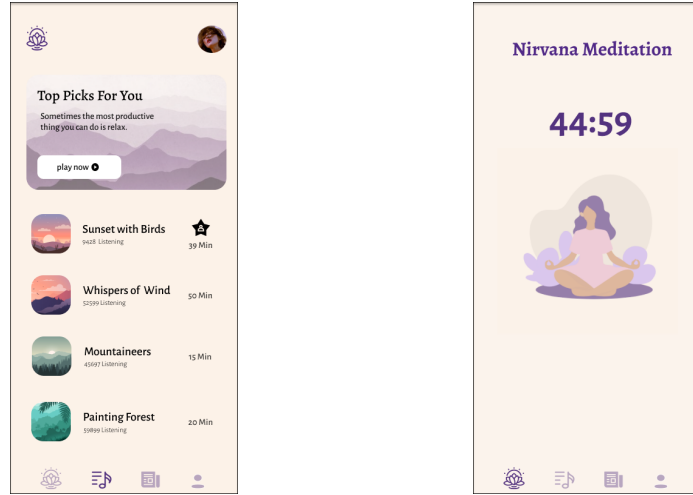 Top Picks For You
Sometimes the most productive
thing you can do is relax.
play now
Sunset with Birds
9428 Listening
39 Min
Whispers of Wind
52599 Listening
50 Min
Mountaineers
45697 Listening
15 Min
Painting Forest
59899 Listening
20 Min
Nirvana Meditation
44:59